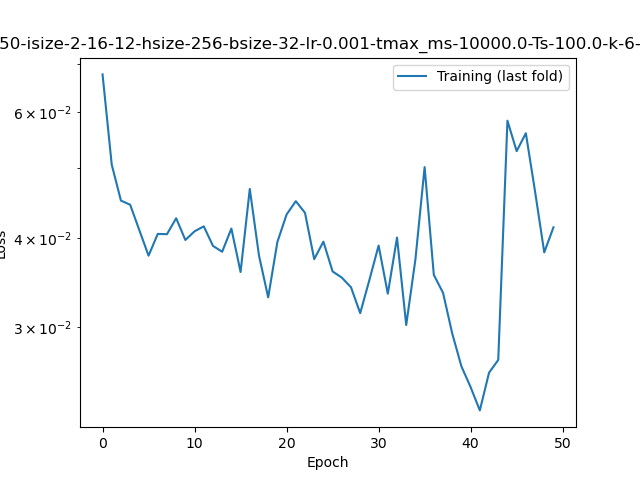 50-isize-2-16-12-hsize-256-bsize-32-lr-0.001-tmax_ms-10000.0-Ts-100.0-k-6-
Training (last fold)
6 × 10⁻²
4 × 10⁻²
3 × 10⁻²
Loss
0 10 20 30 40 50
Epoch